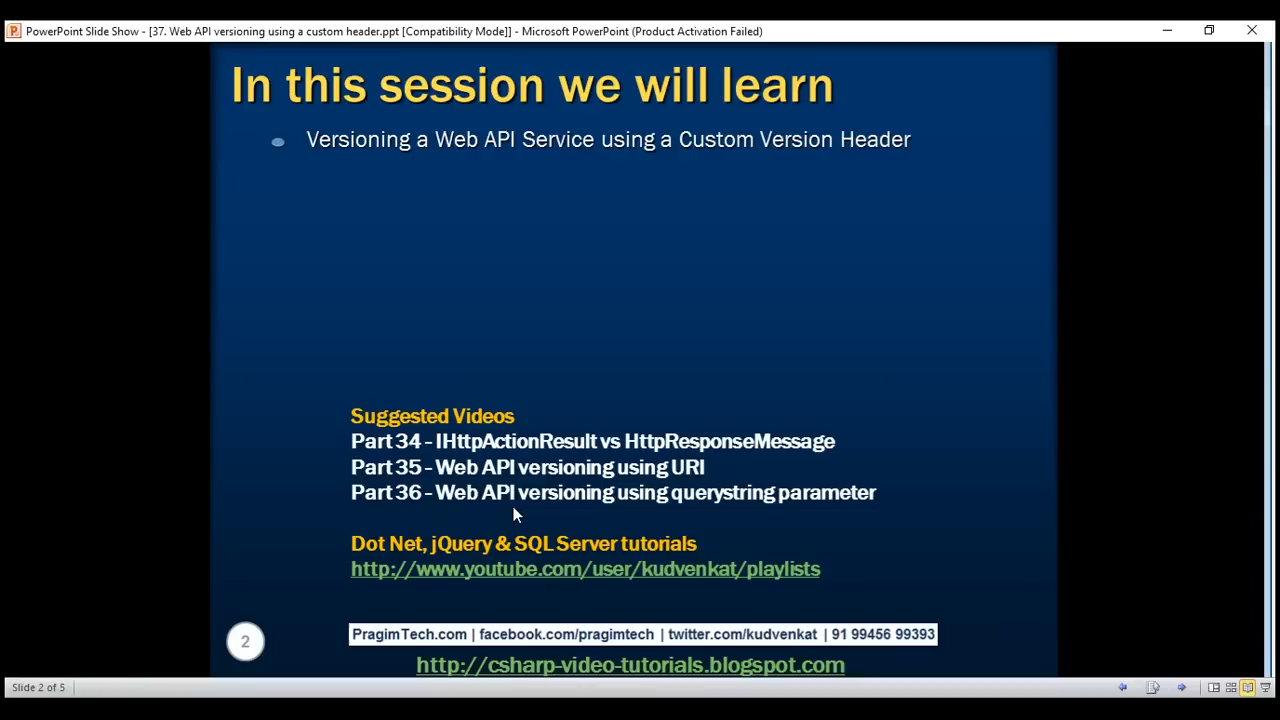 PowerPoint Slide Show - [37. Web API versioning using a custom header.ppt [Compatibility Mode]] - Microsoft PowerPoint (Product Activation Failed)
In this session we will learn
Versioning a Web API Service using a Custom Version Header
Suggested Videos
Part 34 - IHttpActionResult vs HttpResponseMessage
Part 35 - Web API versioning using URI
Part 36 - Web API versioning using querystring parameter
Dot Net, jQuery & SQL Server tutorials
http://www.youtube.com/user/kudvenkat/playlists
2
PragimTech.com | facebook.com/pragimtech | twitter.com/kudvenkat | 91 99456 99393
http://csharp-video-tutorials.blogspot.com
Slide 2 of 5